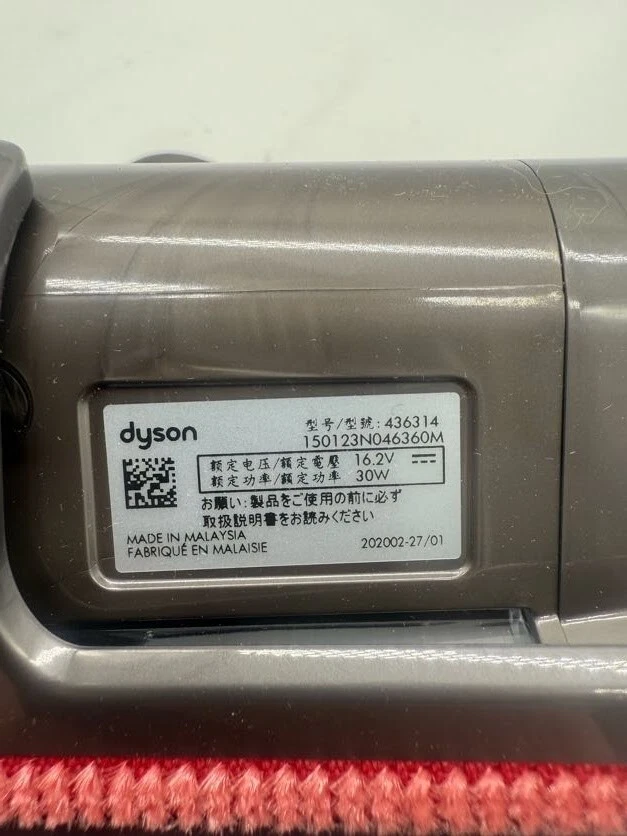 dyson
型号/型號: 436314
150123N046360M
额定电压/額定電壓 16.2V
额定功率/額定功率 30W
お願い:製品をご使用の前に必ず
取扱説明書をお読みください
MADE IN MALAYSIA
FABRIQUÉ EN MALAISIE
202002-27/01